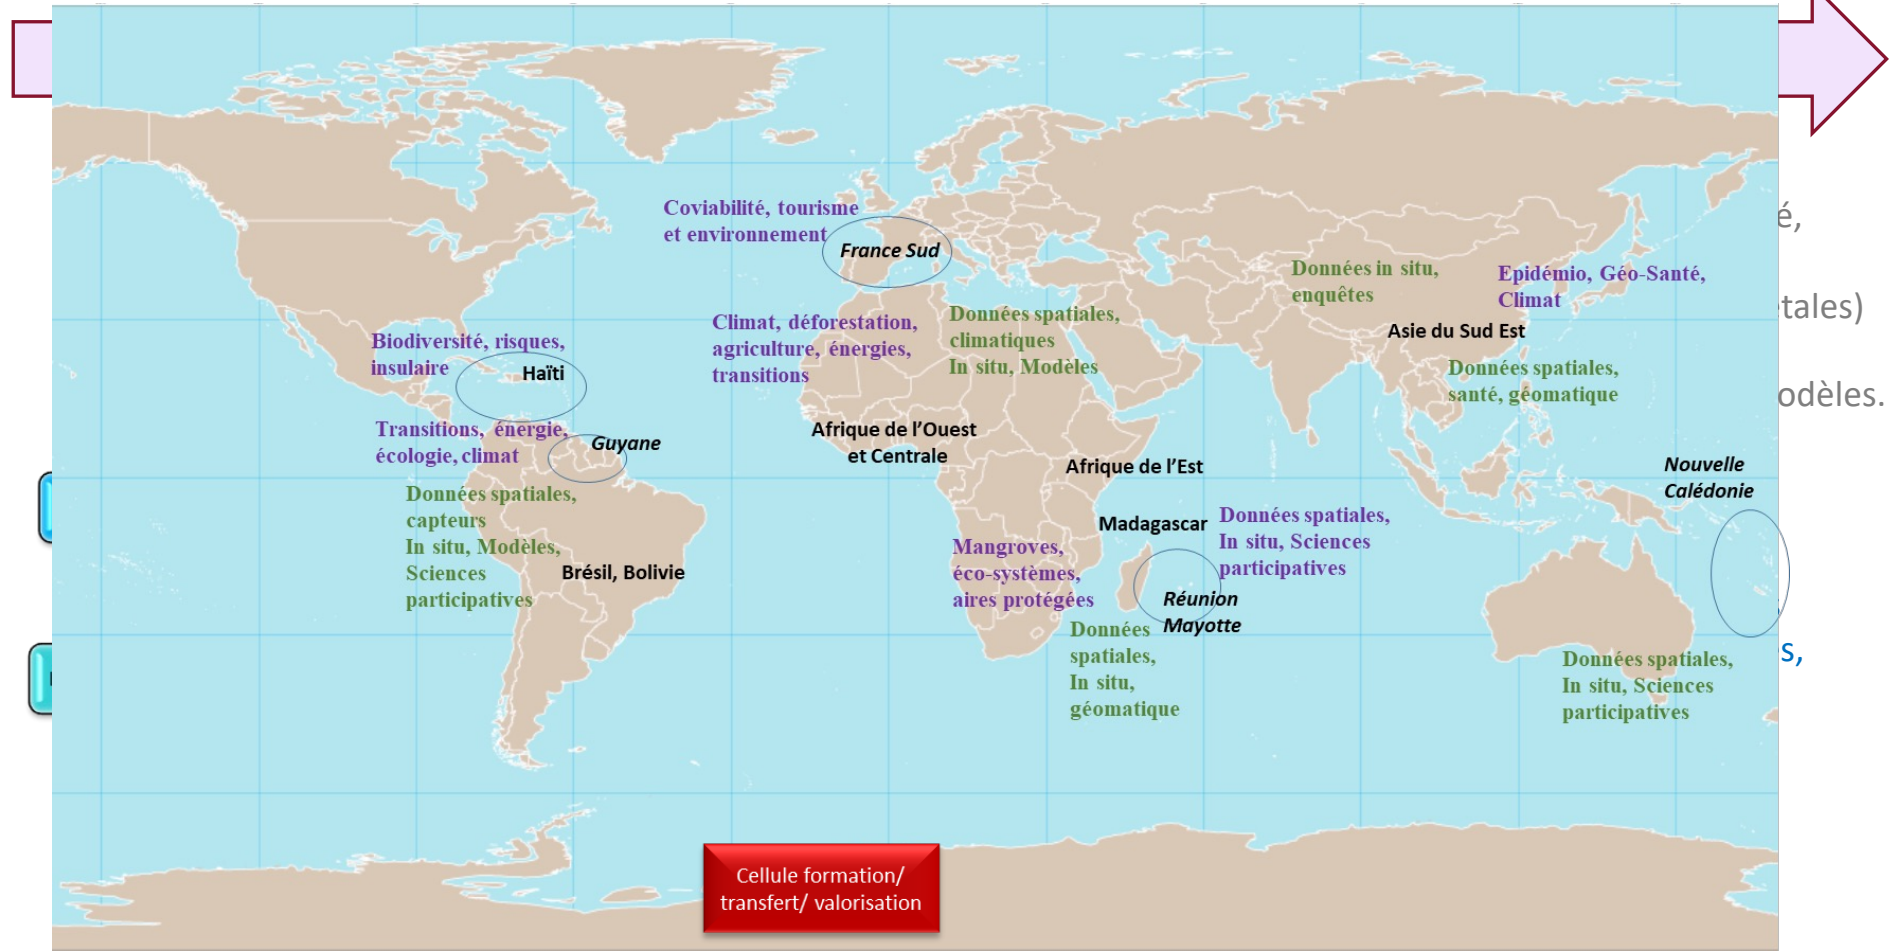 é,
Coviabilité, tourisme
et environnement
France Sud
Données in situ,
enquêtes
Epidémio, Géo-Santé,
Climat
tales)
Asie du Sud Est
Climat, déforestation,
agriculture, énergies,
transitions
Données spatiales,
climatiques
In situ, Modèles
Biodiversité, risques,
insulaire
Haïti
Données spatiales,
santé, géomatique
odèles.
Transitions, énergie,
écologie, climat
Guyane
Afrique de l’Ouest
et Centrale
Afrique de l’Est
Nouvelle
Calédonie
Données spatiales,
capteurs
In situ, Modèles,
Sciences
participatives
Brésil, Bolivie
Madagascar
Données spatiales,
In situ, Sciences
participatives
Mangroves,
éco-systèmes,
aires protégées
Réunion
Mayotte
Données
spatiales,
In situ,
géomatique
s,
Données spatiales,
In situ, Sciences
participatives
Cellule formation/
transfert/ valorisation